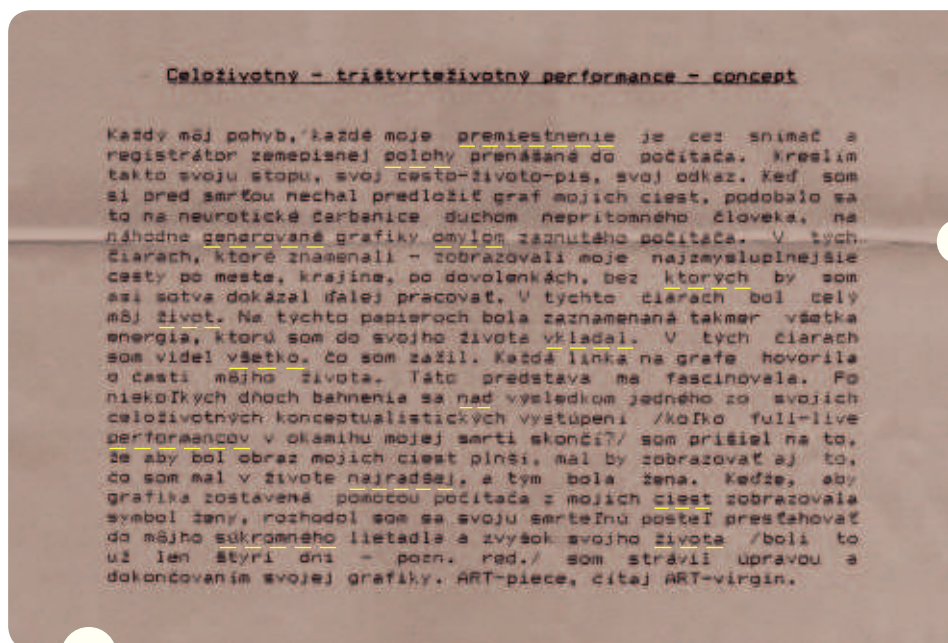 Celoživotný - trištvrteživotný performance - concept
Každý môj pohyb, každé moje premiestnenie je cez snímač a
registrátor zemepisnej polohy prenášané do počítača. Kreslím
takto svoju stopu, svoj cesto-životo-pis, svoj odkaz. Keď som
si pred smrťou nechal predložiť graf mojich ciest, podobalo sa
to na neurotické čarbanice duchom neprítomného človeka, na
náhodne generované grafiky omylom zapnutého počítača. V tých
čiarach, ktoré znamenali - zobrazovali moje najzmysluplnejšie
cesty po meste, krajine, po dovolenkách, bez ktorých by som
asi sotva dokázal ďalej pracovať. V týchto čiarach bol celý
môj život. Na týchto papieroch bola zaznamenaná takmer všetka
energia, ktorú som do svojho života vkladal. V tých čiarach
som videl všetko, čo som zažil. Každá linka na grafe hovorila
o časti môjho života. Táto predstava ma fascinovala. Po
niekoľkých dňoch bahnenia sa nad výsledkom jedného zo svojich
celoživotných konceptualistických vystúpení /koľko full-live
performancov v okamihu mojej smrti skončí?/ som prišiel na to,
že aby bol obraz mojich ciest plnší, mal by zobrazovať aj to,
čo som mal v živote najradšej, a tým bola žena. Keďže, aby
grafika zostavená pomocou počítača z mojich ciest zobrazovala
symbol ženy, rozhodol som sa svoju smrteľnú posteľ presťahovať
do môjho súkromného lietadla a zvyšok svojho života /boli to
už len štyri dni - pozn. red./ som strávil úpravou a
dokončovaním svojej grafiky. ART-piece, čítaj ART-virgin.